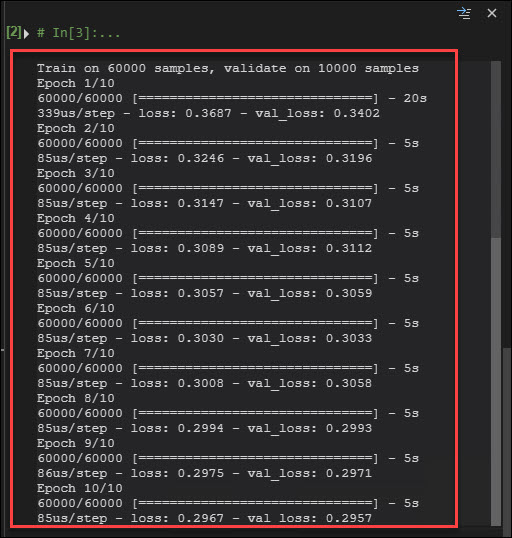 [2] # In[3]:...
Train on 60000 samples, validate on 10000 samples
Epoch 1/10
60000/60000 [==============================] - 20s
339us/step - loss: 0.3687 - val_loss: 0.3402
Epoch 2/10
60000/60000 [==============================] - 5s
85us/step - loss: 0.3246 - val_loss: 0.3196
Epoch 3/10
60000/60000 [==============================] - 5s
85us/step - loss: 0.3147 - val_loss: 0.3107
Epoch 4/10
60000/60000 [==============================] - 5s
85us/step - loss: 0.3089 - val_loss: 0.3112
Epoch 5/10
60000/60000 [==============================] - 5s
85us/step - loss: 0.3057 - val_loss: 0.3059
Epoch 6/10
60000/60000 [==============================] - 5s
85us/step - loss: 0.3030 - val_loss: 0.3033
Epoch 7/10
60000/60000 [==============================] - 5s
85us/step - loss: 0.3008 - val_loss: 0.3058
Epoch 8/10
60000/60000 [==============================] - 5s
85us/step - loss: 0.2994 - val_loss: 0.2993
Epoch 9/10
60000/60000 [==============================] - 5s
86us/step - loss: 0.2975 - val_loss: 0.2971
Epoch 10/10
60000/60000 [==============================] - 5s
85us/step - loss: 0.2967 - val_loss: 0.2957